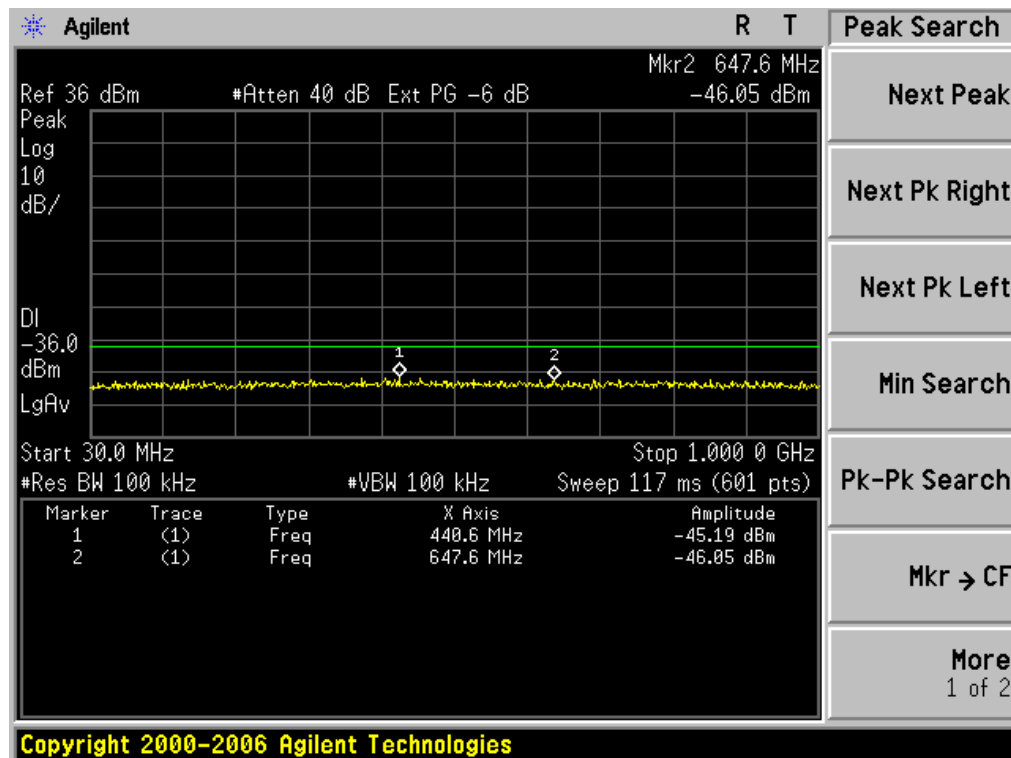 Agilent R T Peak Search
Mkr2 647.6 MHz
Ref 36 dBm #Atten 40 dB Ext PG -6 dB -46.05 dBm
Peak
Log
10
dB/
DI
-36.0
dBm
LgAv
1 2
Start 30.0 MHz Stop 1.000 0 GHz
#Res BW 100 kHz #VBW 100 kHz Sweep 117 ms (601 pts)
Marker Trace Type X Axis Amplitude
1 (1) Freq 440.6 MHz -45.19 dBm
2 (1) Freq 647.6 MHz -46.05 dBm
Next Peak
Next Pk Right
Next Pk Left
Min Search
Pk-Pk Search
Mkr → CF
More
1 of 2
Copyright 2000-2006 Agilent Technologies